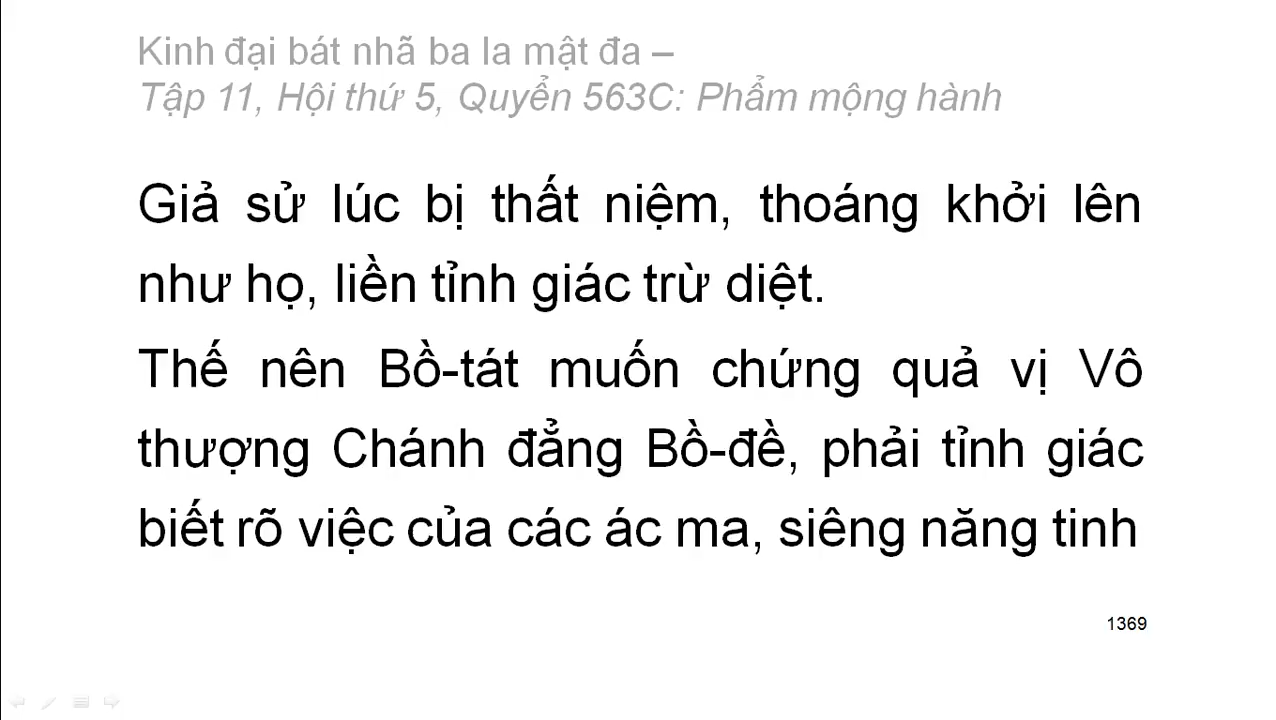 Kinh đại bát nhã ba la mật đa –
Tập 11, Hội thứ 5, Quyển 563C: Phẩm mộng hành
Giả sử lúc bị thất niệm, thoáng khởi lên
như họ, liền tỉnh giác trừ diệt.
Thế nên Bồ-tát muốn chứng quả vị Vô
thượng Chánh đẳng Bồ-đề, phải tỉnh giác
biết rõ việc của các ác ma, siêng năng tinh
1369